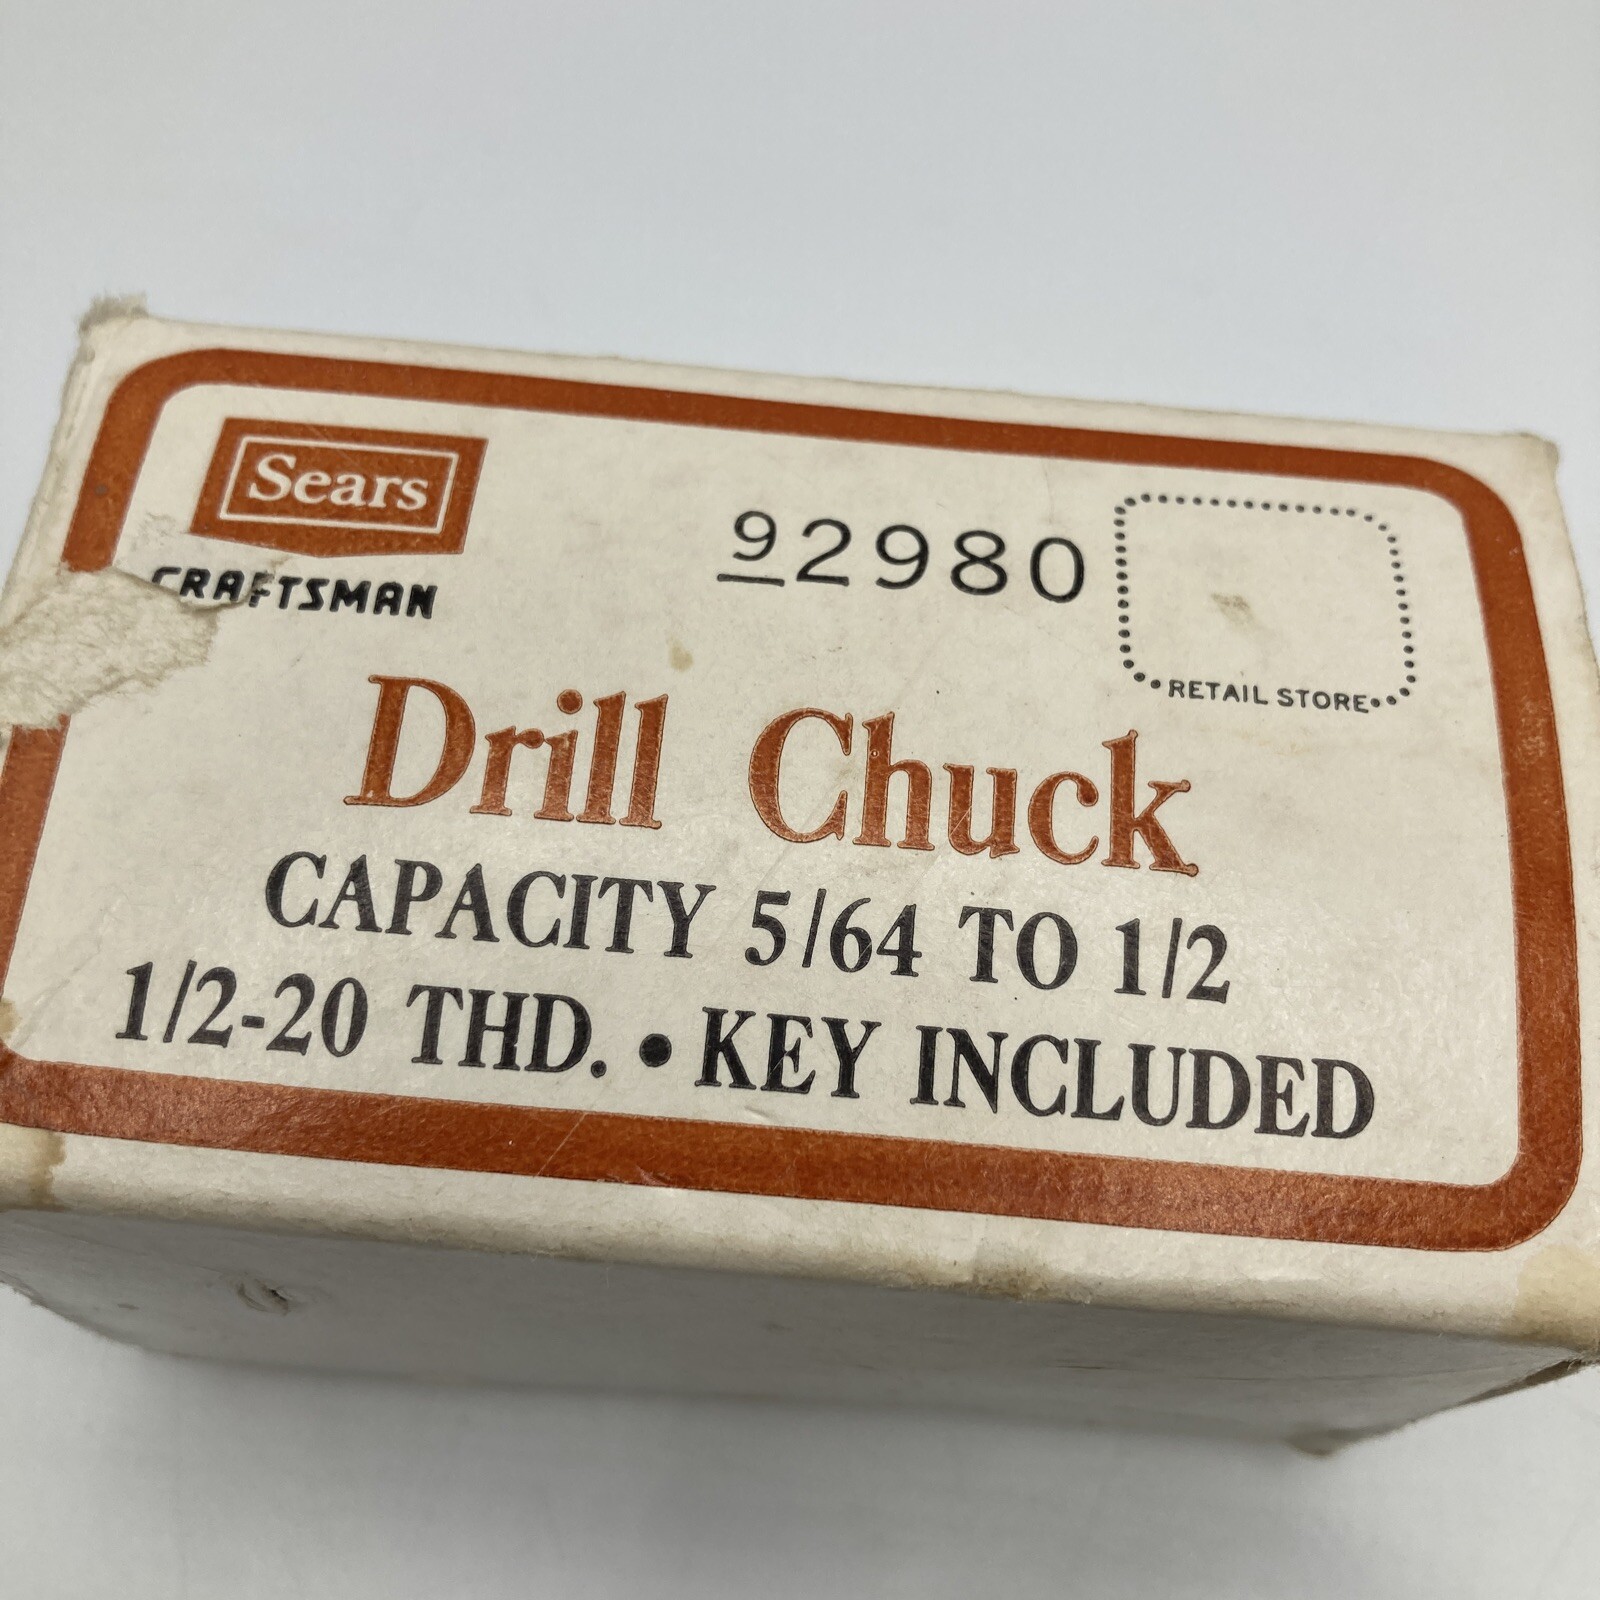 Sears
CRAFTSMAN
92980
RETAIL STORE
Drill Chuck
CAPACITY 5/64 TO 1/2
1/2-20 THD. • KEY INCLUDED